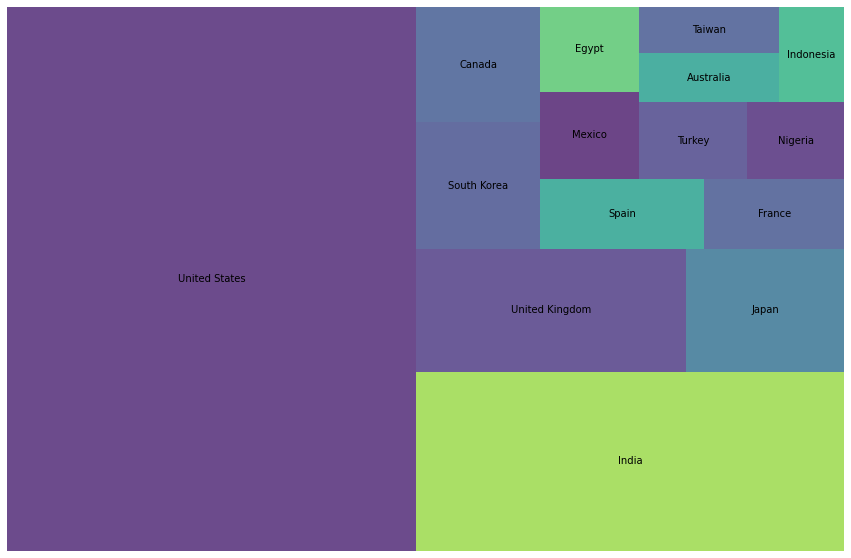 Taiwan
Egypt
Indonesia
Canada
Australia
Mexico
Turkey
Nigeria
South Korea
Spain
France
United States
United Kingdom
Japan
India